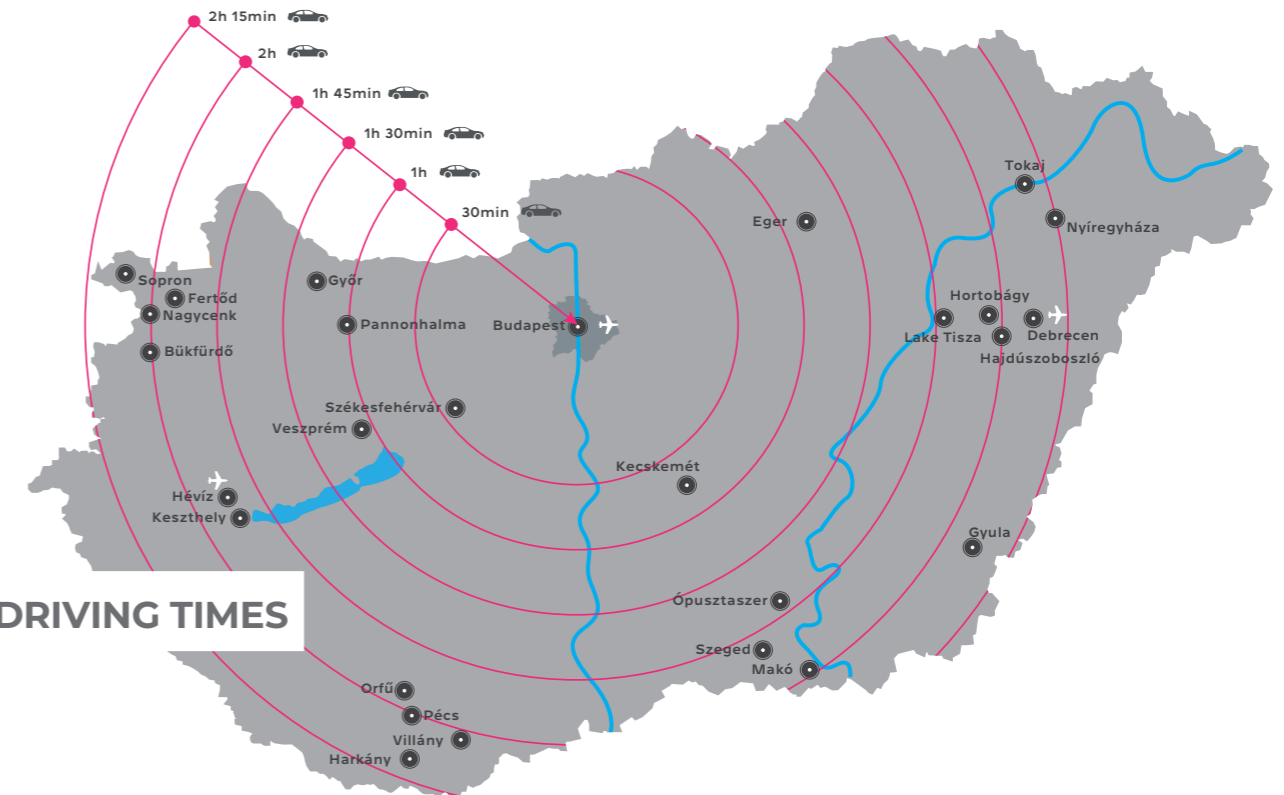 2h 15min
2h
1h 45min
1h 30min
1h
30min
Tokaj
Eger
Nyíregyháza
Sopron
Győr
Fertőd
Hortobágy
Nagycenk
Pannonhalma
Budapest
Lake Tisza
Debrecen
Bükfürdő
Hajdúszoboszló
Székesfehérvár
Veszprém
Kecskemét
Hévíz
Keszthely
Gyula
Ópusztaszer
DRIVING TIMES
Szeged
Makó
Orfű
Pécs
Villány
Harkány